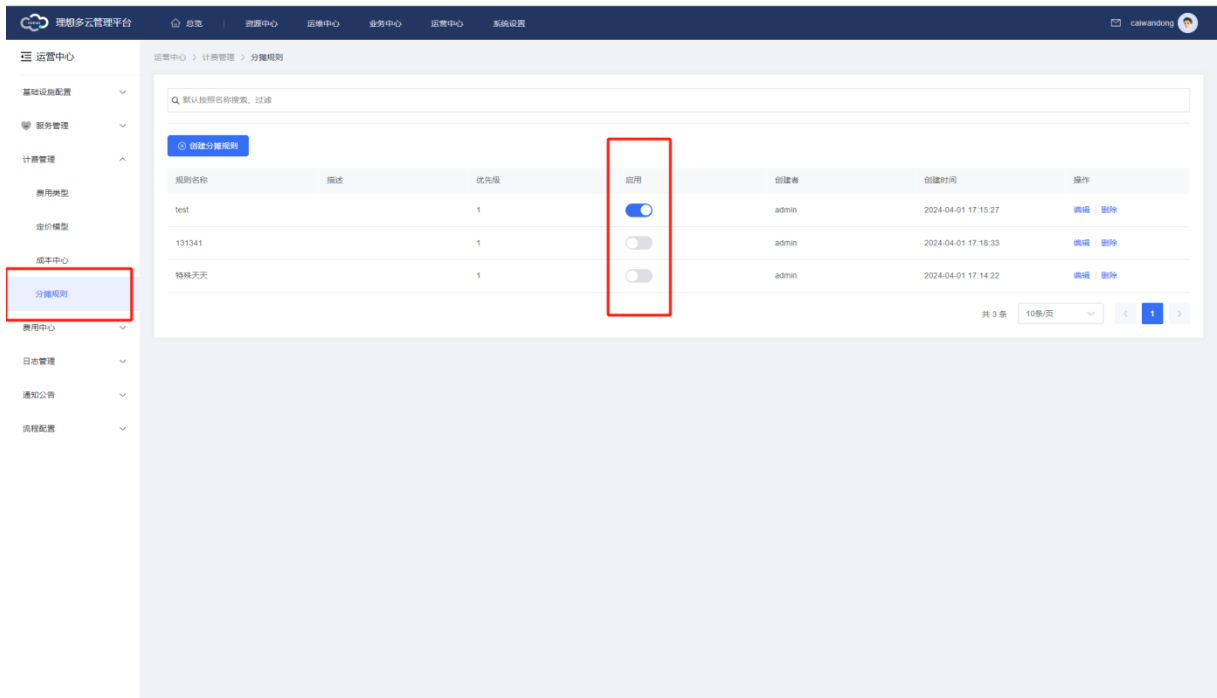 理想多云管理平台 总览 资源中心 运维中心 业务中心 运营中心 系统设置 caiwandong
运营中心
运营中心 > 计费管理 > 分摊规则
基础设施配置
默认按照名称搜索、过滤
服务管理
创建分摊规则
计费管理
规则名称 描述 优先级 启用 创建者 创建时间 操作
费用类型
test 1 admin 2024-04-01 17:15:27 编辑 删除
定价模型
131341 1 admin 2024-04-01 17:18:33 编辑 删除
成本中心
特殊天天 1 admin 2024-04-01 17:14:22 编辑 删除
分摊规则
共 3 条 10条/页 1
费用中心
日志管理
通知公告
流程配置